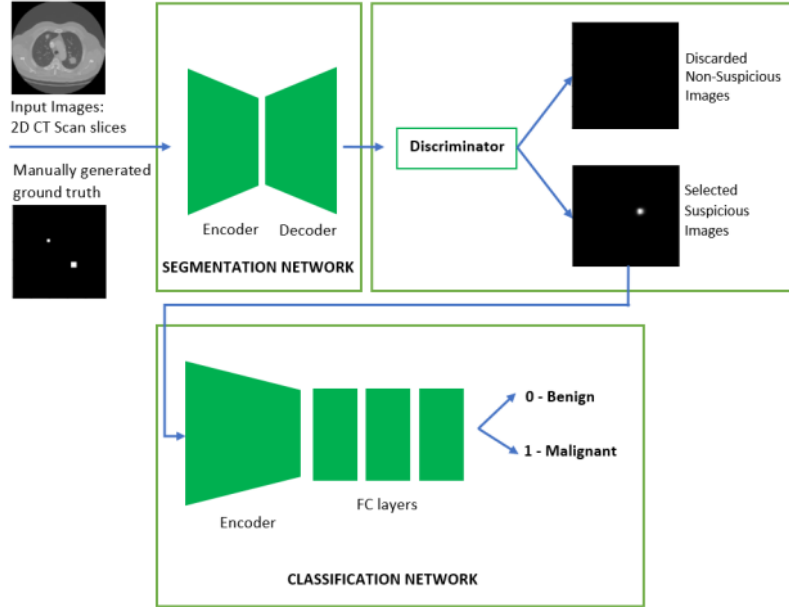 Input Images:
2D CT Scan slices
Manually generated
ground truth
Encoder
Decoder
SEGMENTATION NETWORK
Discriminator
Discarded
Non-Suspicious
Images
Selected
Suspicious
Images
Encoder
FC layers
0 - Benign
1 - Malignant
CLASSIFICATION NETWORK